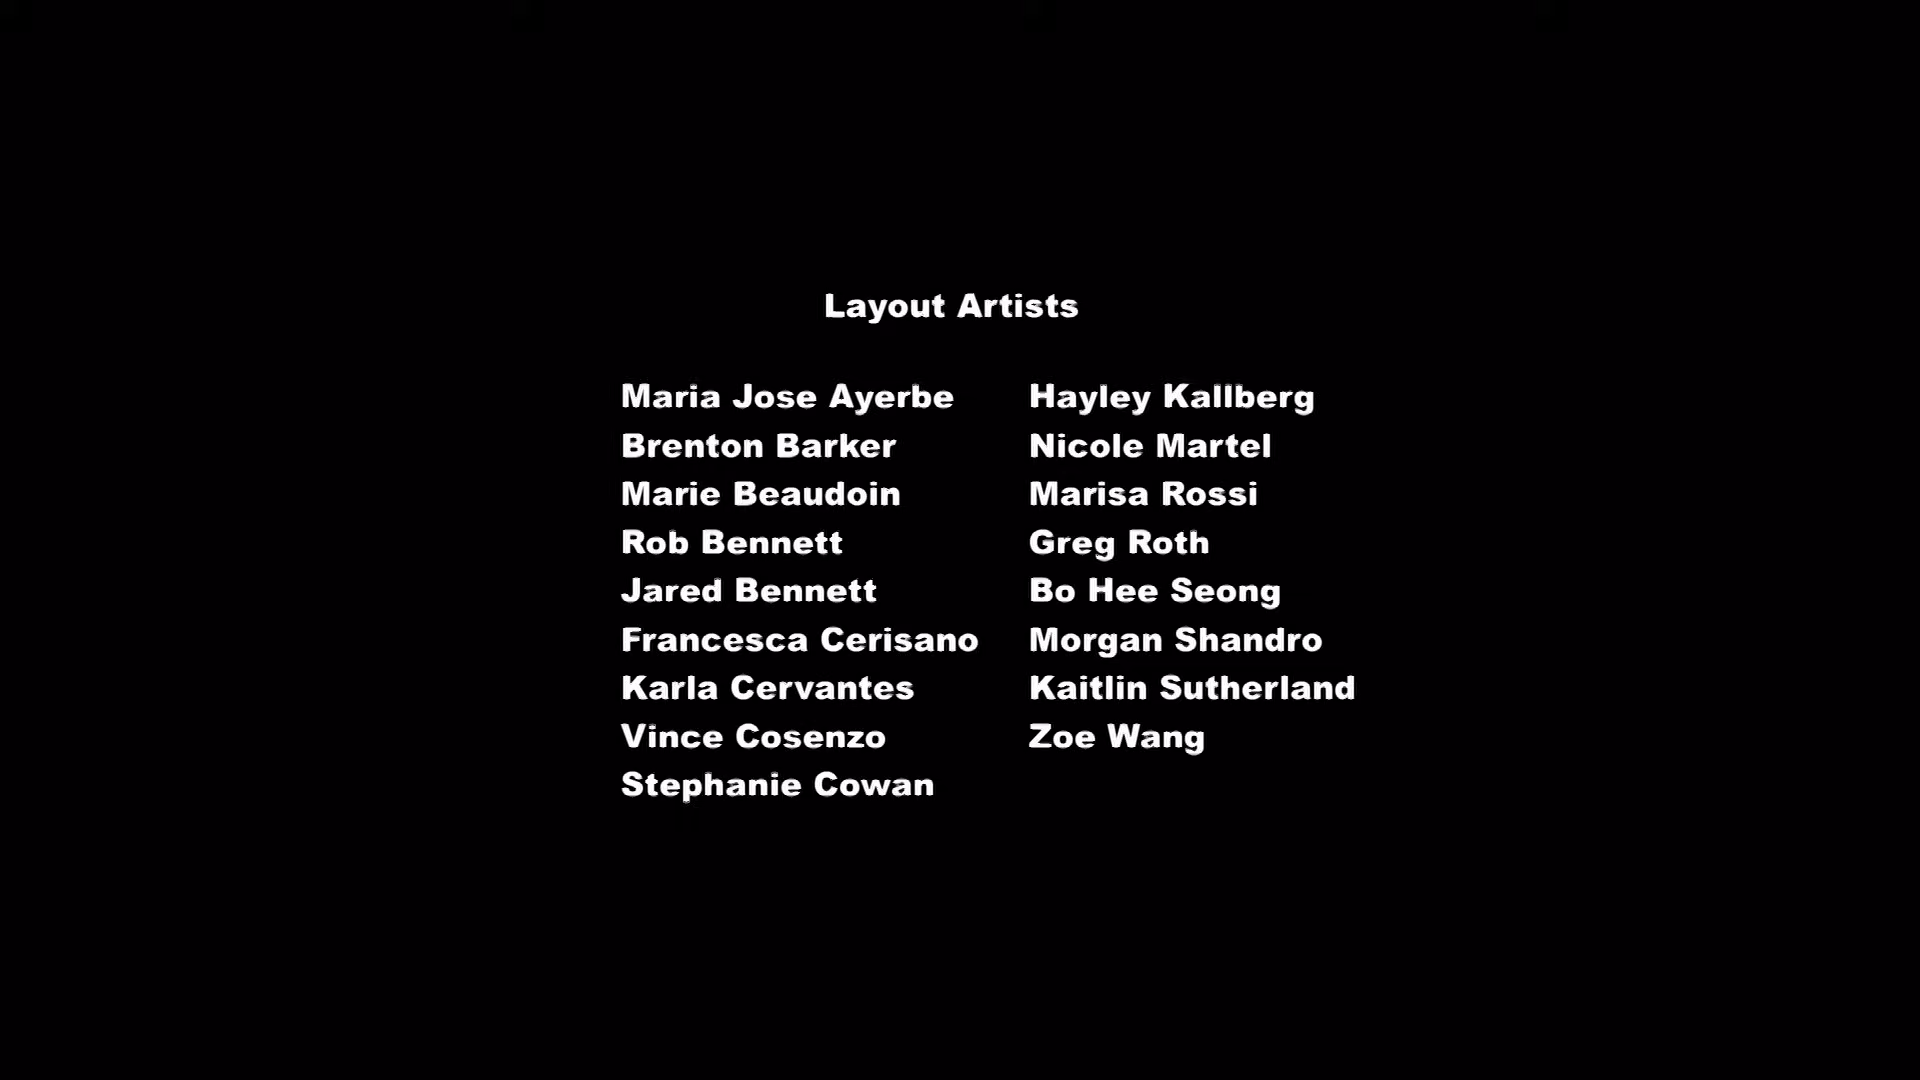 Layout Artists
Maria Jose Ayerbe
Brenton Barker
Marie Beaudoin
Rob Bennett
Jared Bennett
Francesca Cerisano
Karla Cervantes
Vince Cosenzo
Stephanie Cowan
Hayley Kallberg
Nicole Martel
Marisa Rossi
Greg Roth
Bo Hee Seong
Morgan Shandro
Kaitlin Sutherland
Zoe Wang